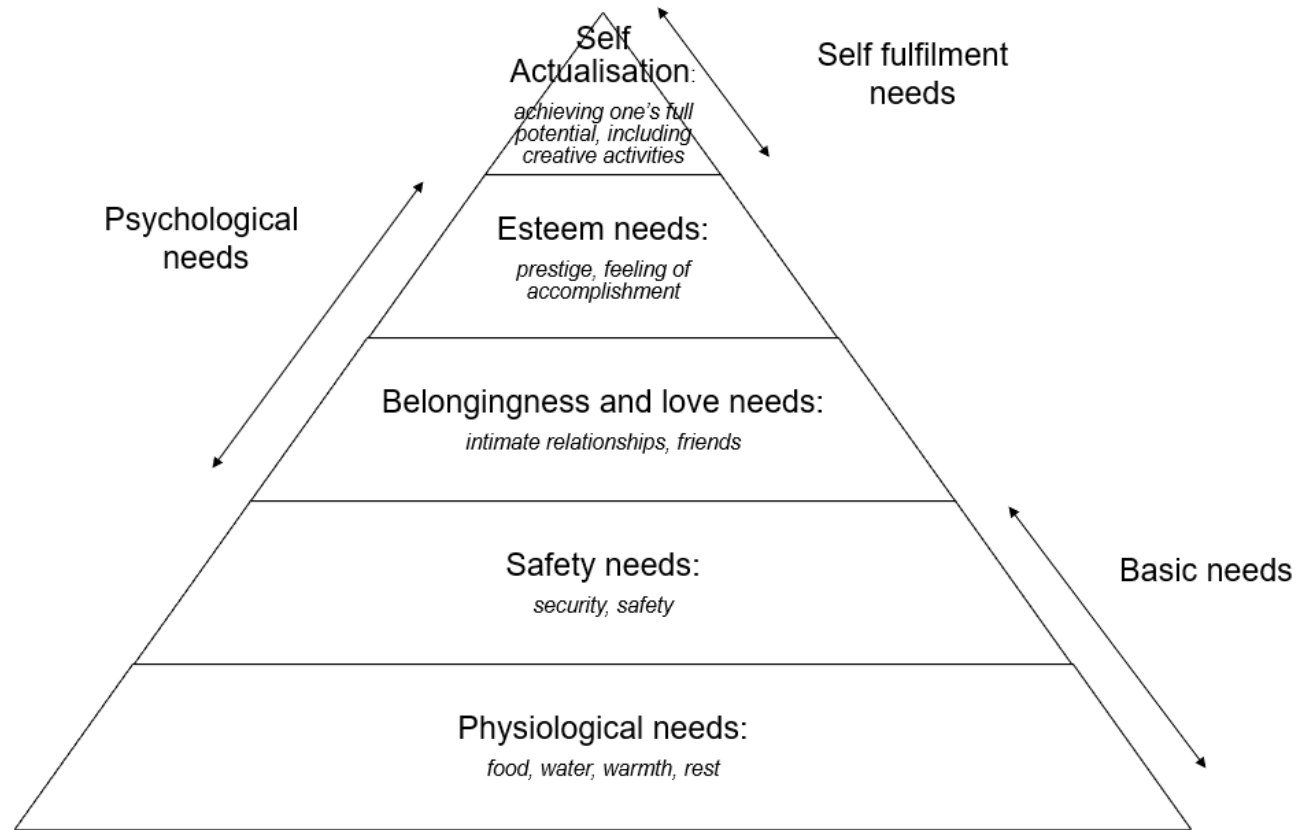 Self
Actualisation:
achieving one's full
potential, including
creative activities
Self fulfilment
needs
Psychological
needs
Esteem needs:
prestige, feeling of
accomplishment
Belongingness and love needs:
intimate relationships, friends
Safety needs:
security, safety
Basic needs
Physiological needs:
food, water, warmth, rest